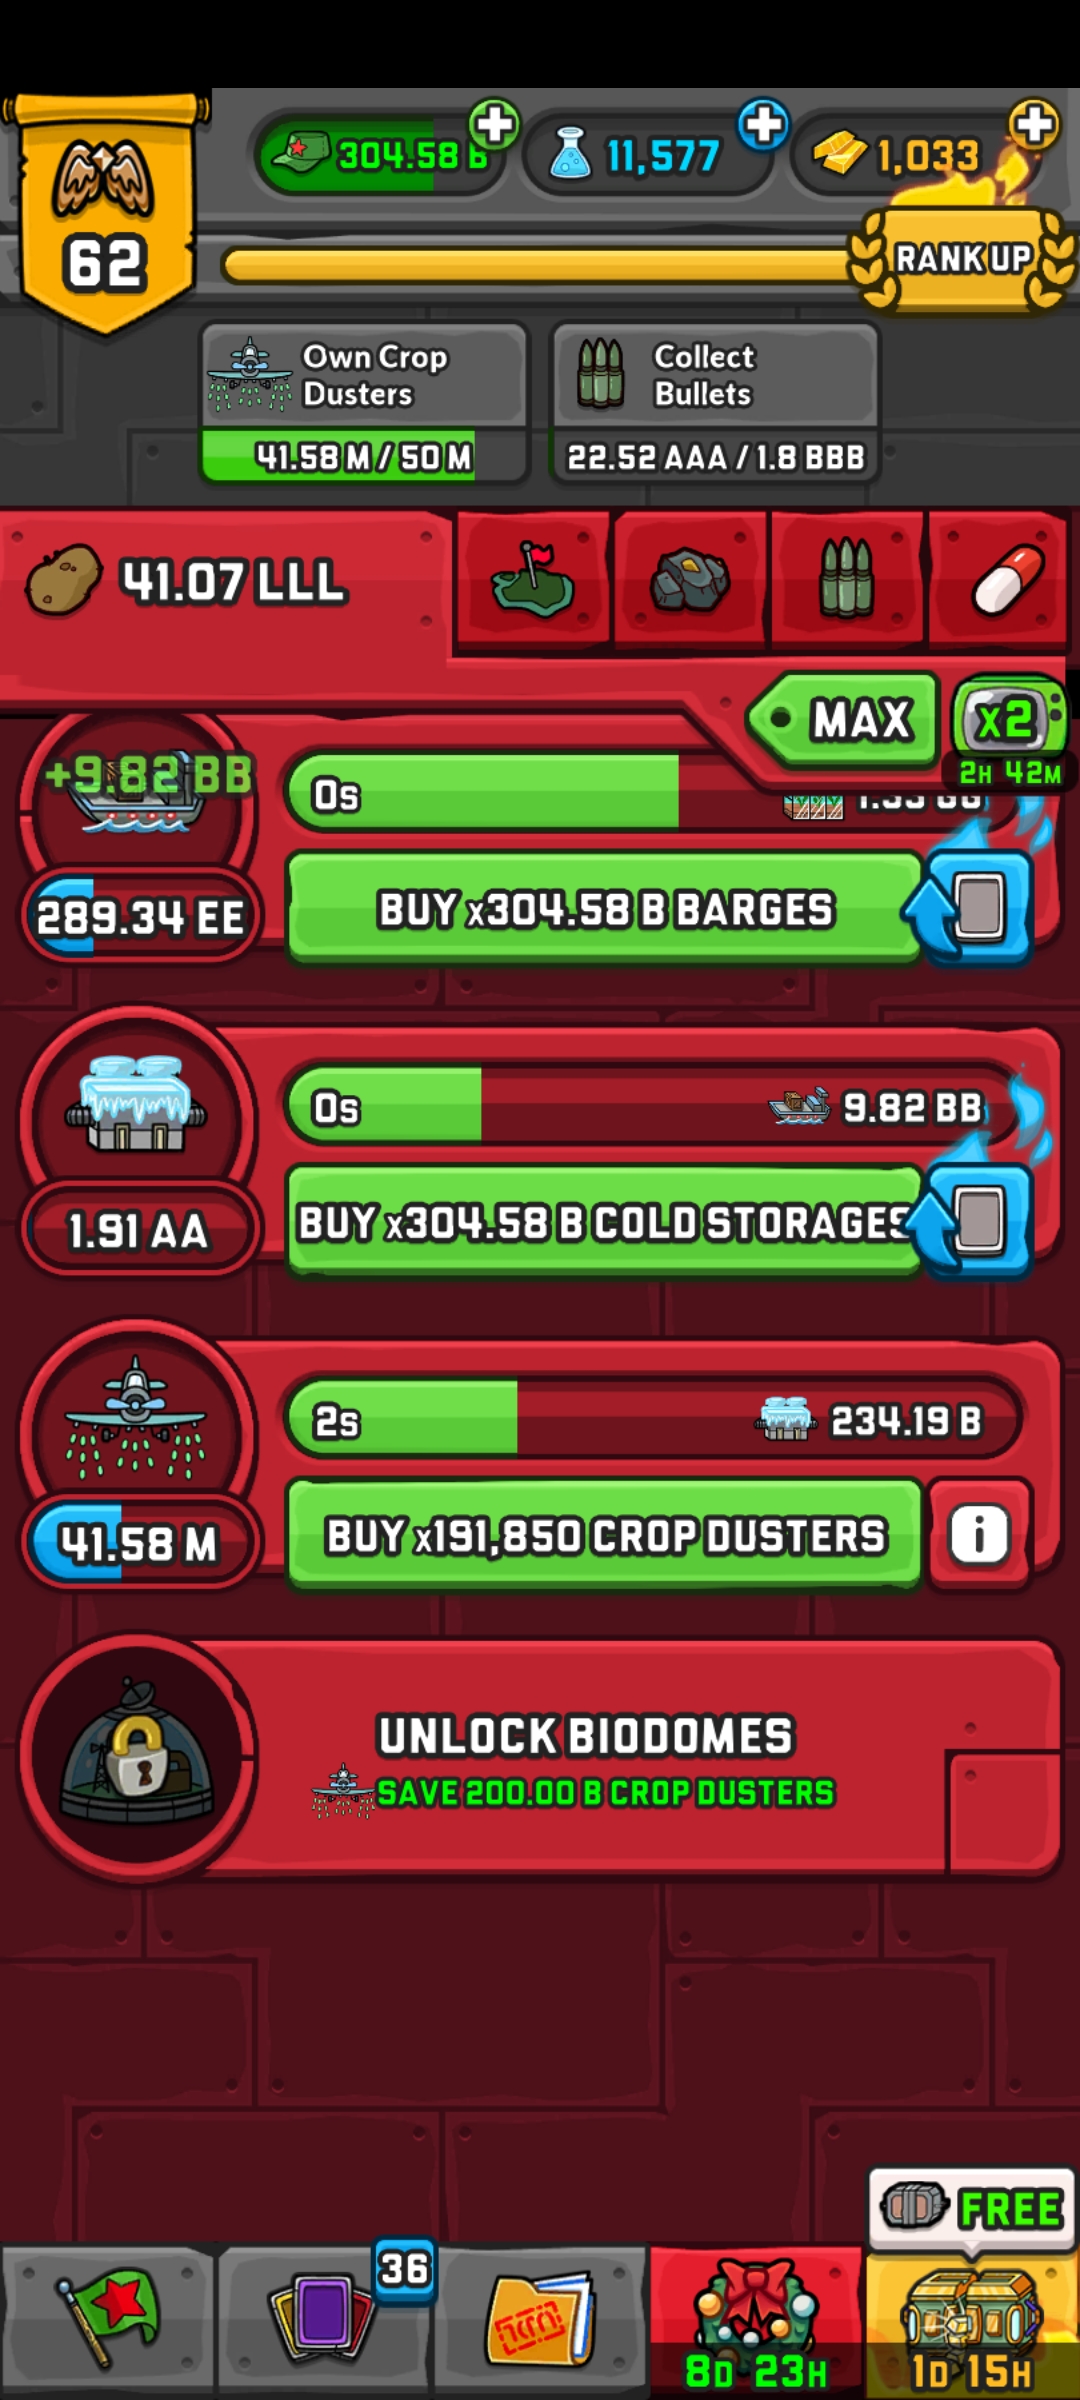 304.58 B
11,577
1,033
62
RANK UP
Own Crop
Dusters
Collect
Bullets
41.58 M / 50 M
22.52 AAA / 1.8 BBB
41.07 LLL
MAX
x2
2H 42M
+9.82 BB
0s
289.34 EE
BUY x304.58 B BARGES
0s
9.82 BB
1.91 AA
BUY x304.58 B COLD STORAGES
2s
234.19 B
41.58 M
BUY x191,850 CROP DUSTERS
i
UNLOCK BIODOMES
SAVE 200.00 B CROP DUSTERS
FREE
36
8D 23H
1D 15H